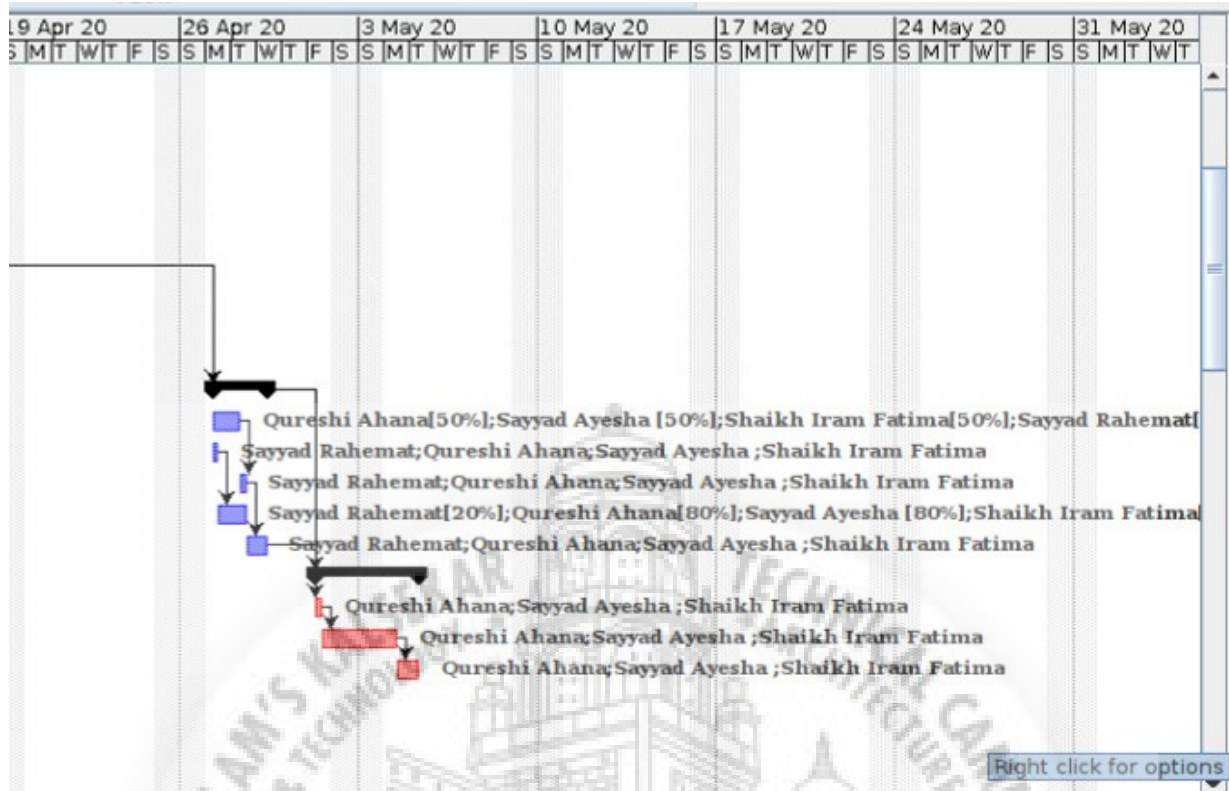 19 Apr 20 26 Apr 20 3 May 20 10 May 20 17 May 20 24 May 20 31 May 20
S M T W T F S S M T W T F S S M T W T F S S M T W T F S S M T W T F S S M T W T F S S M T W T
Qureshi Ahana[50%];Sayyad Ayesha [50%];Shaikh Iram Fatima[50%];Sayyad Rahemat[
Sayyad Rahemat;Qureshi Ahana;Sayyad Ayesha ;Shaikh Iram Fatima
Sayyad Rahemat;Qureshi Ahana;Sayyad Ayesha ;Shaikh Iram Fatima
Sayyad Rahemat[20%];Qureshi Ahana[80%];Sayyad Ayesha [80%];Shaikh Iram Fatima[
Sayyad Rahemat;Qureshi Ahana;Sayyad Ayesha ;Shaikh Iram Fatima
Qureshi Ahana;Sayyad Ayesha ;Shaikh Iram Fatima
Qureshi Ahana;Sayyad Ayesha ;Shaikh Iram Fatima
Qureshi Ahana;Sayyad Ayesha ;Shaikh Iram Fatima
Right click for options